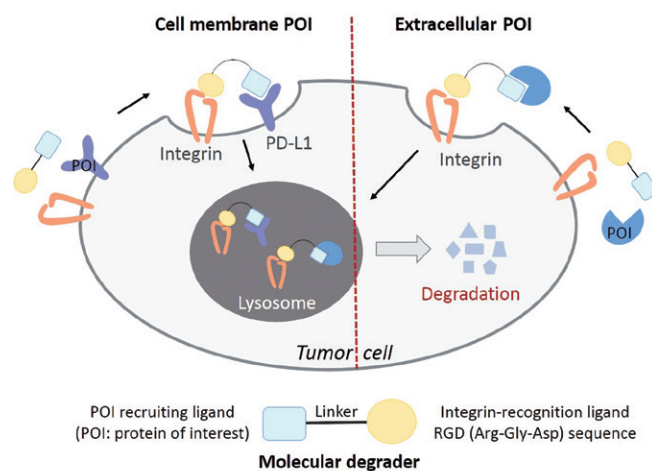 Cell membrane POI
Extracellular POI
Integrin
PD-L1
POI
Integrin
POI
Lysosome
Degradation
Tumor cell
POI recruiting ligand
(POI: protein of interest)
Linker
Integrin-recognition ligand
RGD (Arg-Gly-Asp) sequence
Molecular degrader